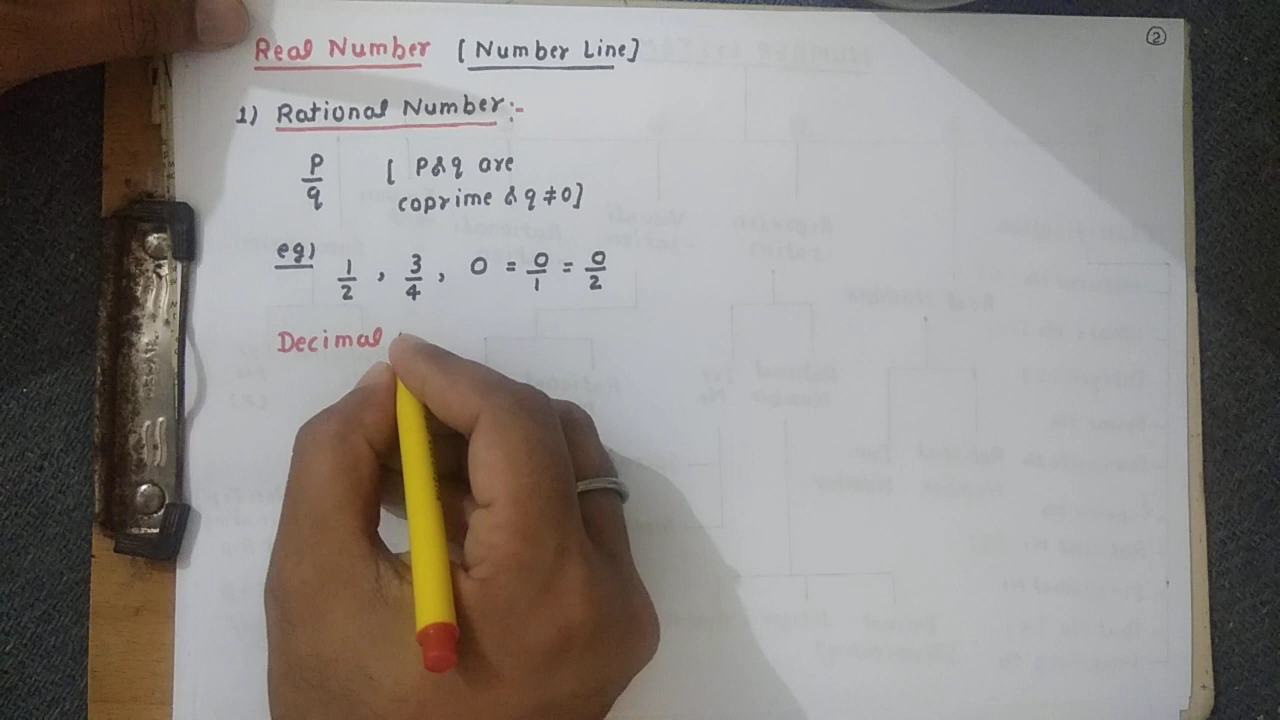 ②
Real Number [Number Line]
1) Rational Number:-
p/q [ p & q are
coprime & q ≠ 0]
eg) 1/2 , 3/4 , 0 = 0/1 = 0/2
Decimal